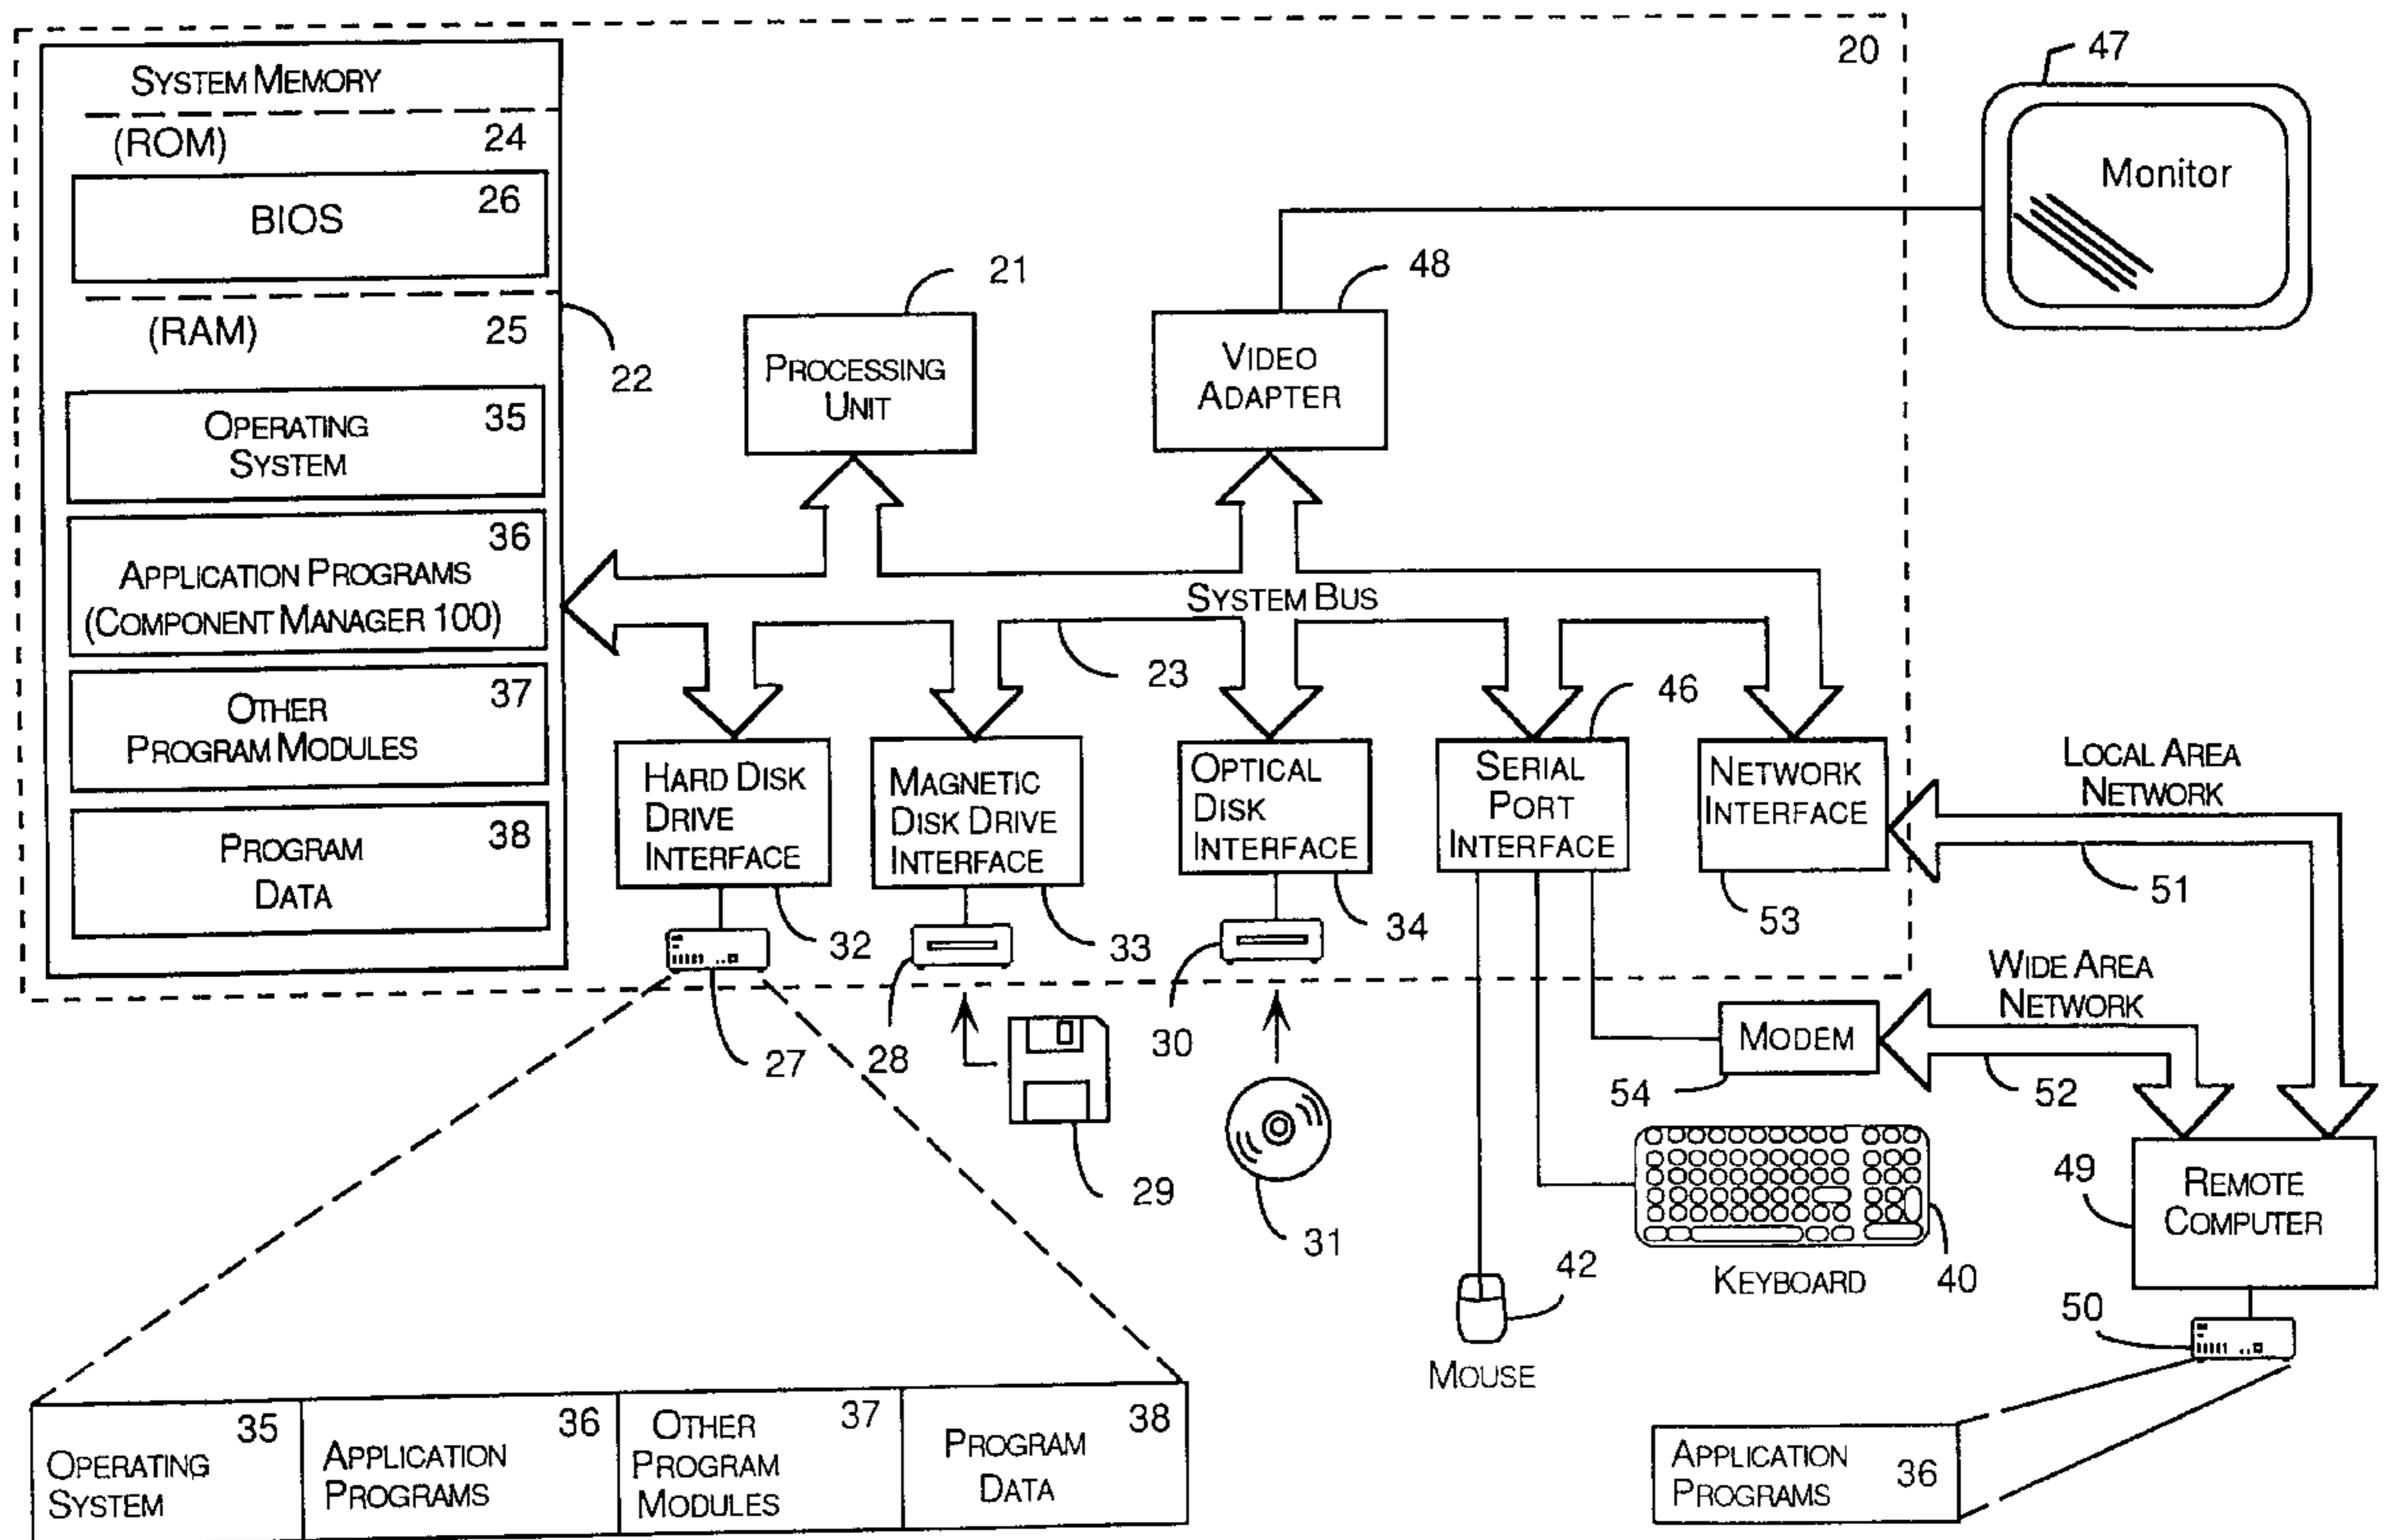 20
47
SYSTEM MEMORY
(ROM)
24
BIOS
26
(RAM)
25
22
OPERATING
SYSTEM
35
36
APPLICATION PROGRAMS
(COMPONENT MANAGER 100)
37
OTHER
PROGRAM MODULES
38
PROGRAM
DATA
21
PROCESSING
UNIT
48
VIDEO
ADAPTER
Monitor
SYSTEM BUS
23
46
HARD DISK
DRIVE
INTERFACE
32
MAGNETIC
DISK DRIVE
INTERFACE
33
OPTICAL
DISK
INTERFACE
34
SERIAL
PORT
INTERFACE
NETWORK
INTERFACE
53
LOCAL AREA
NETWORK
51
WIDE AREA
NETWORK
52
27
28
29
30
31
MODEM
54
KEYBOARD
40
42
MOUSE
49
REMOTE
COMPUTER
50
35
OPERATING
SYSTEM
36
APPLICATION
PROGRAMS
37
OTHER
PROGRAM
MODULES
38
PROGRAM
DATA
APPLICATION
PROGRAMS
36